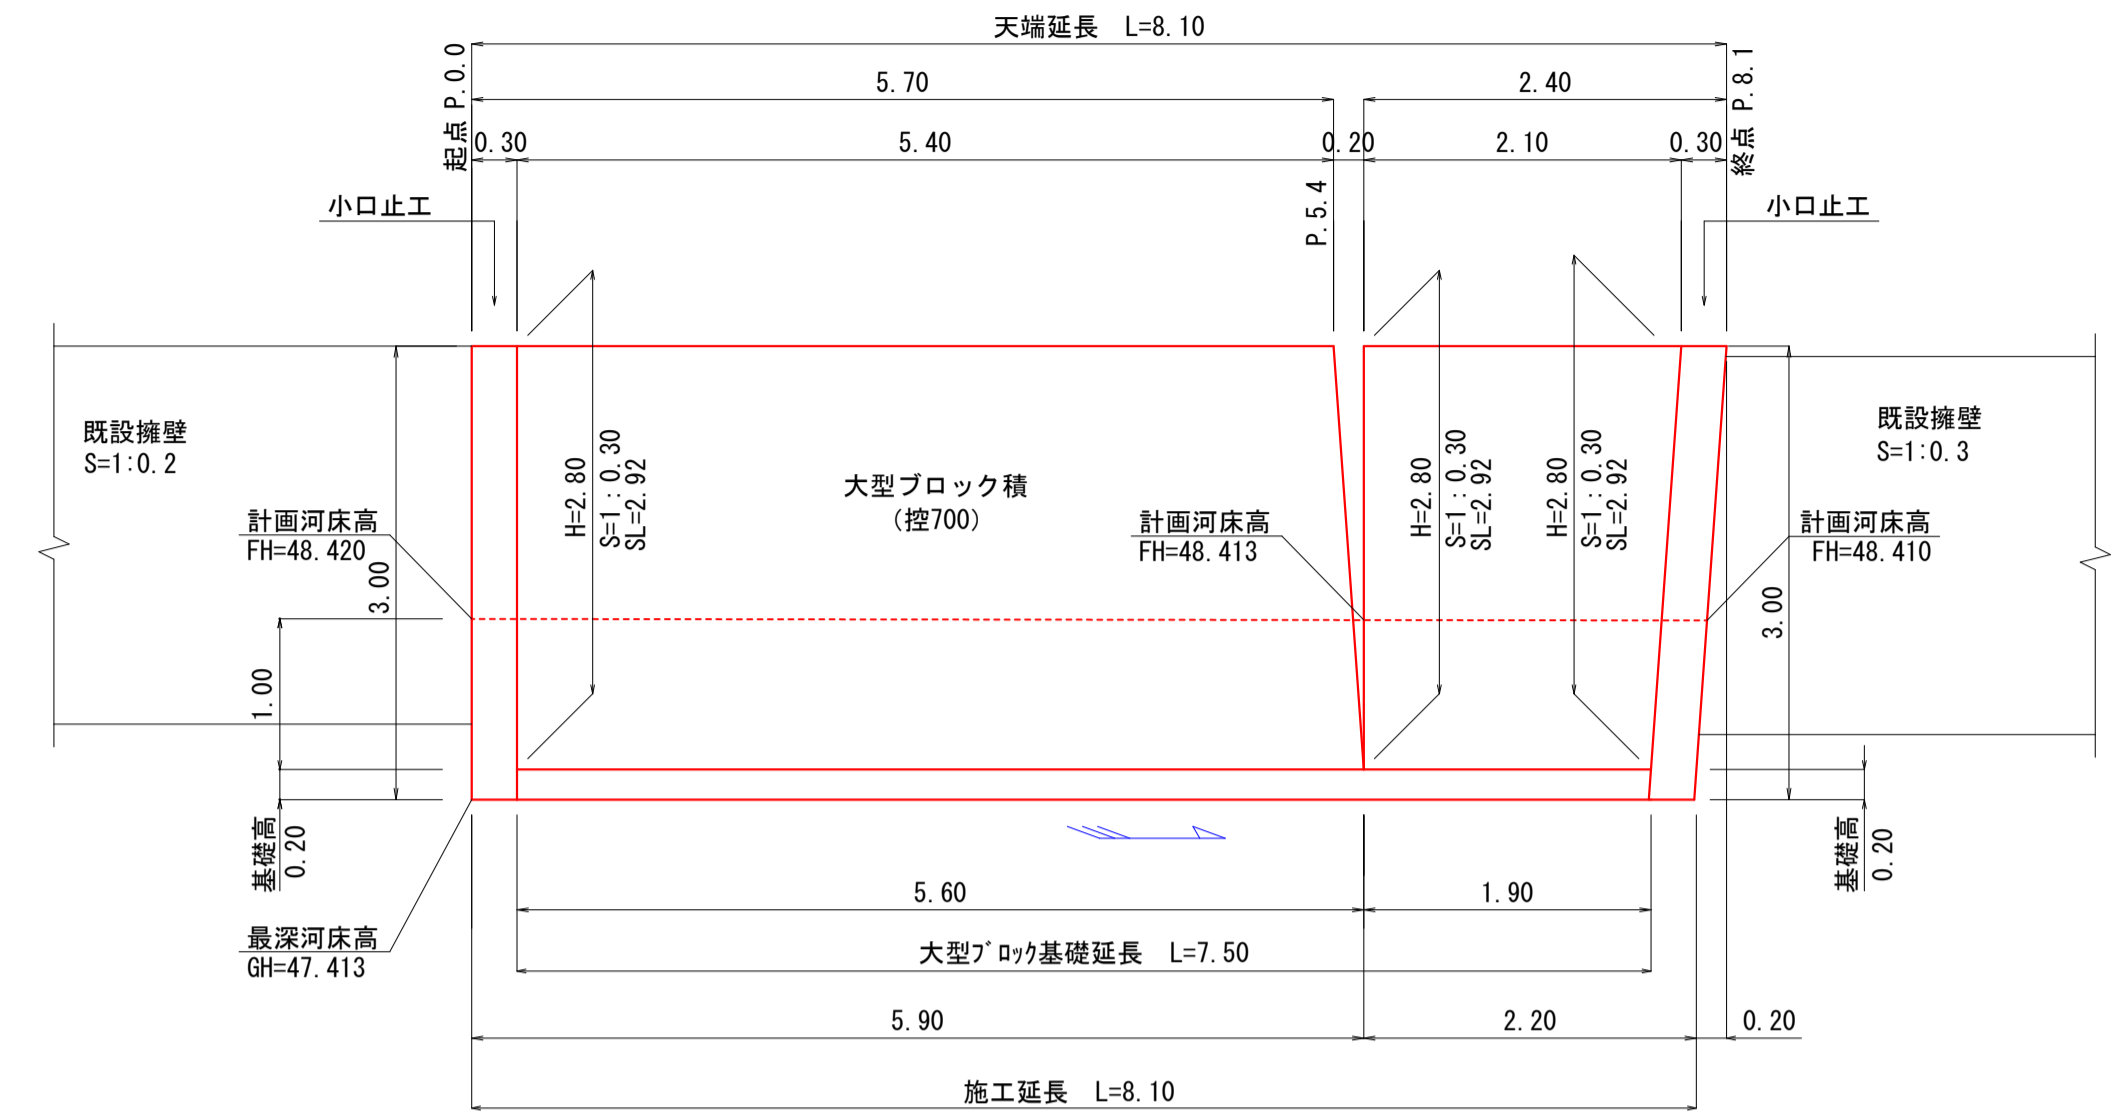 天端延長 L=8.10
5.70
2.40
起点 P.0.0
0.30
5.40
0.20
2.10
0.30
終点 P.8.1
P.5.4
小口止工
小口止工
既設擁壁
S=1:0.2
既設擁壁
S=1:0.3
H=2.80
S=1:0.30
SL=2.92
大型ブロック積
(控700)
H=2.80
S=1:0.30
SL=2.92
H=2.80
S=1:0.30
SL=2.92
計画河床高
FH=48.420
計画河床高
FH=48.413
計画河床高
FH=48.410
3.00
3.00
1.00
基礎高
0.20
基礎高
0.20
5.60
1.90
最深河床高
GH=47.413
大型ブロック基礎延長 L=7.50
5.90
2.20
0.20
施工延長 L=8.10